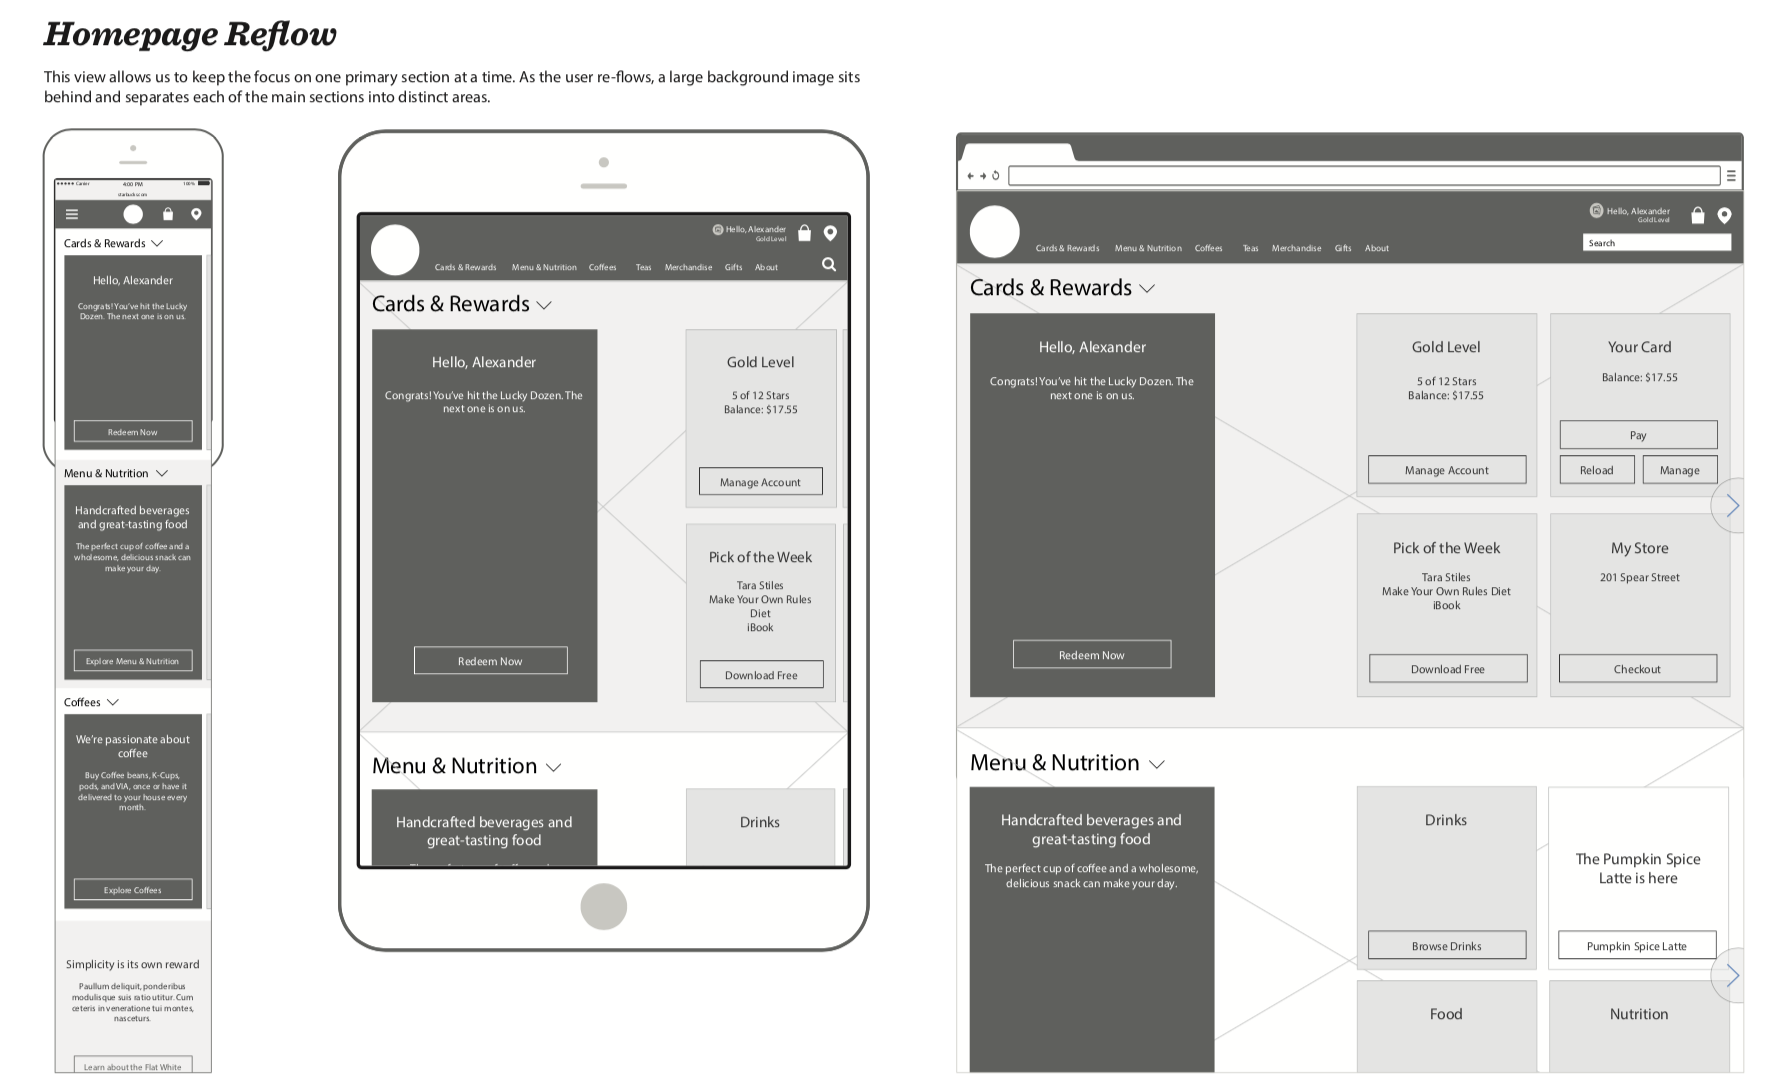 Homepage Reflow
This view allows us to keep the focus on one primary section at a time. As the user re-flows, a large background image sits
behind and separates each of the main sections into distinct areas.
Carrier 4:00 PM 100%
starbucks.com
Cards & Rewards
Hello, Alexander
Congrats! You've hit the Lucky
Dozen. The next one is on us.
Redeem Now
Menu & Nutrition
Handcrafted beverages
and great-tasting food
The perfect cup of coffee and a
wholesome, delicious snack can
make your day.
Explore Menu & Nutrition
Coffees
We're passionate about
coffee
Buy Coffee beans, K-Cups,
pods, and VIA, once or have it
delivered to your house every
month.
Explore Coffees
Simplicity is its own reward
Paullum deliquit, ponderibus
modulisque suis ratio utitur. Cum
ceteris in veneratione tui montes,
nasceturs.
Learn about the Flat White
Hello, Alexander
Gold Level
Cards & Rewards Menu & Nutrition Coffees Teas Merchandise Gifts About
Cards & Rewards
Hello, Alexander
Congrats! You've hit the Lucky Dozen. The
next one is on us.
Redeem Now
Gold Level
5 of 12 Stars
Balance: $17.55
Manage Account
Pick of the Week
Tara Stiles
Make Your Own Rules
Diet
iBook
Download Free
Menu & Nutrition
Handcrafted beverages and
great-tasting food
Drinks
Hello, Alexander
Gold Level
Cards & Rewards Menu & Nutrition Coffees Teas Merchandise Gifts About
Search
Cards & Rewards
Hello, Alexander
Congrats! You've hit the Lucky Dozen. The
next one is on us.
Redeem Now
Gold Level
5 of 12 Stars
Balance: $17.55
Manage Account
Your Card
Balance: $17.55
Pay
Reload Manage
Pick of the Week
Tara Stiles
Make Your Own Rules Diet
iBook
Download Free
My Store
201 Spear Street
Checkout
Menu & Nutrition
Handcrafted beverages and
great-tasting food
The perfect cup of coffee and a wholesome,
delicious snack can make your day.
Drinks
Browse Drinks
The Pumpkin Spice
Latte is here
Pumpkin Spice Latte
Food
Nutrition